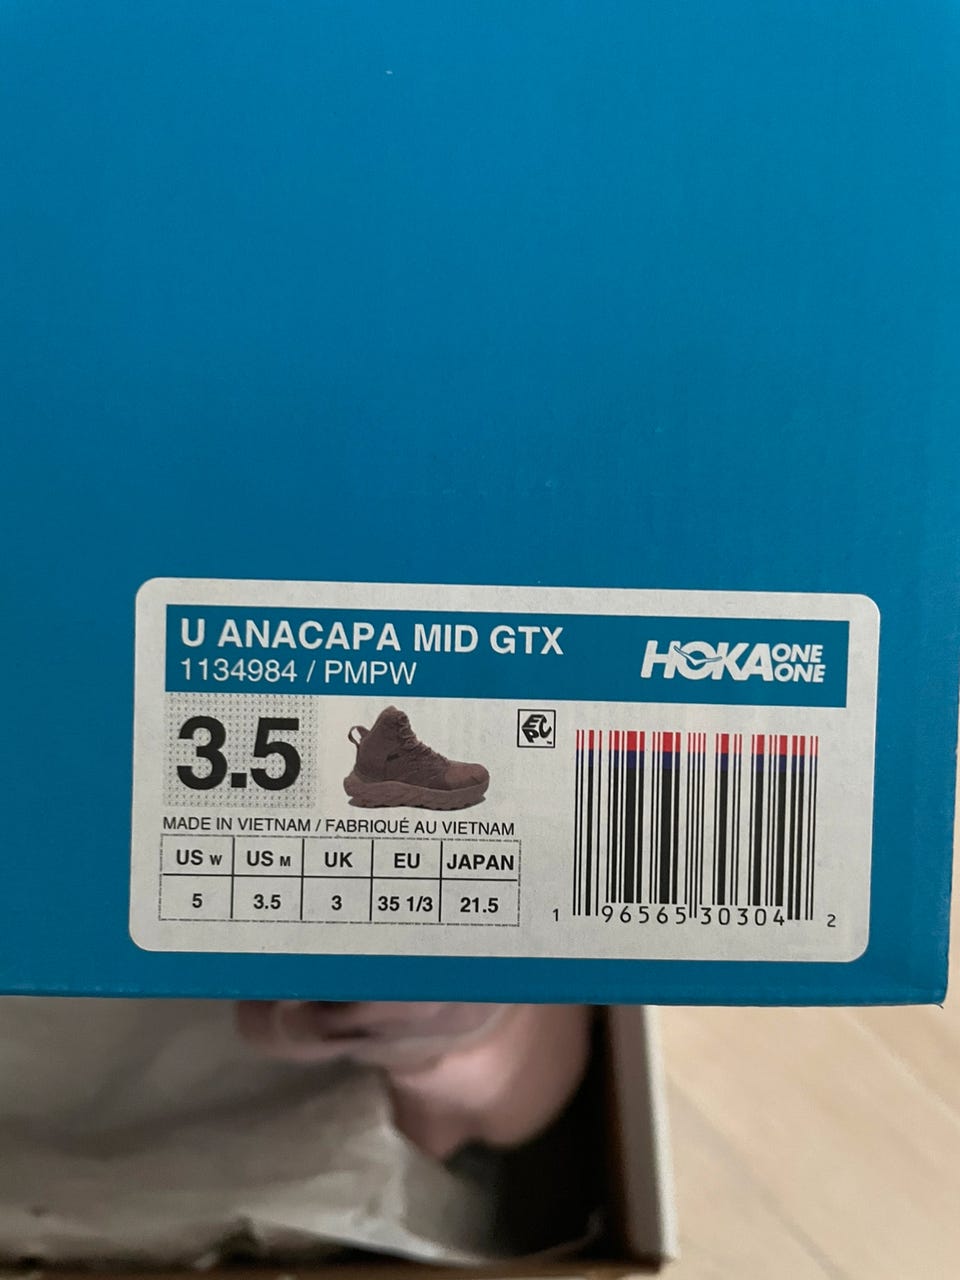 U ANACAPA MID GTX
1134984 / PMPW
HOKA ONE ONE
3.5
EPC
MADE IN VIETNAM / FABRIQUÉ AU VIETNAM
US W US M UK EU JAPAN
5 3.5 3 35 1/3 21.5
1 96565 30304 2